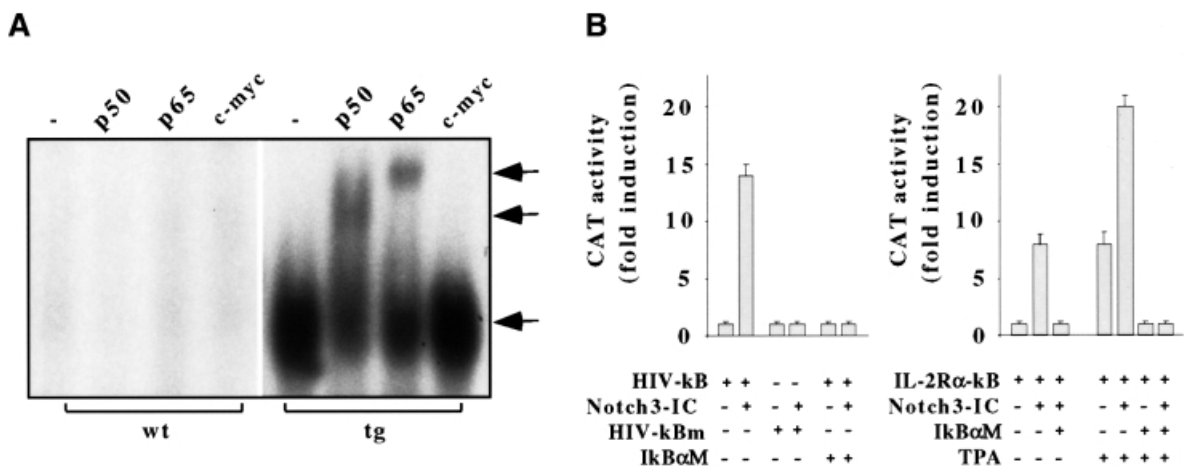 A
- p50 p65 c-myc - p50 p65 c-myc
wt tg
B
CAT activity
(fold induction)
20
15
10
5
0
HIV-kB + + - - + +
Notch3-IC - + - + - +
HIV-kBm - - + + - -
IkBαM - - - - + +
CAT activity
(fold induction)
20
15
10
5
0
IL-2Rα-kB + + + + + + +
Notch3-IC - + + - + - +
IkBαM - - + - - + +
TPA - - - + + + +